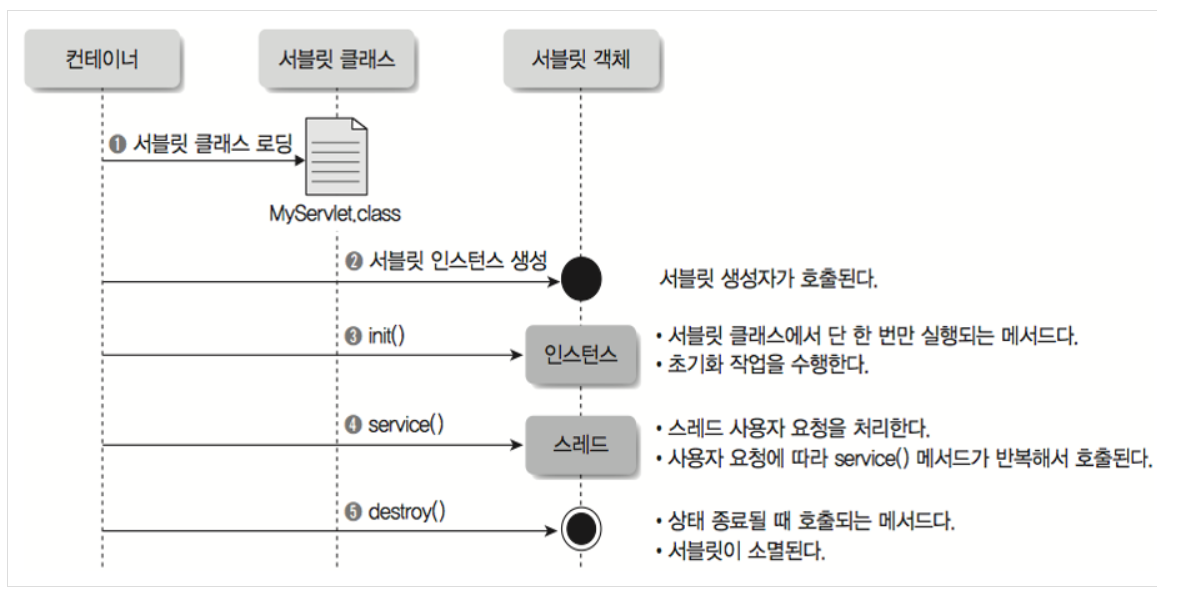 컨테이너
서블릿 클래스
서블릿 객체
❶ 서블릿 클래스 로딩
MyServlet.class
❷ 서블릿 인스턴스 생성
서블릿 생성자가 호출된다.
❸ init()
인스턴스
• 서블릿 클래스에서 단 한 번만 실행되는 메서드다.
• 초기화 작업을 수행한다.
❹ service()
스레드
• 스레드 사용자 요청을 처리한다.
• 사용자 요청에 따라 service() 메서드가 반복해서 호출된다.
❺ destroy()
• 상태 종료될 때 호출되는 메서드다.
• 서블릿이 소멸된다.